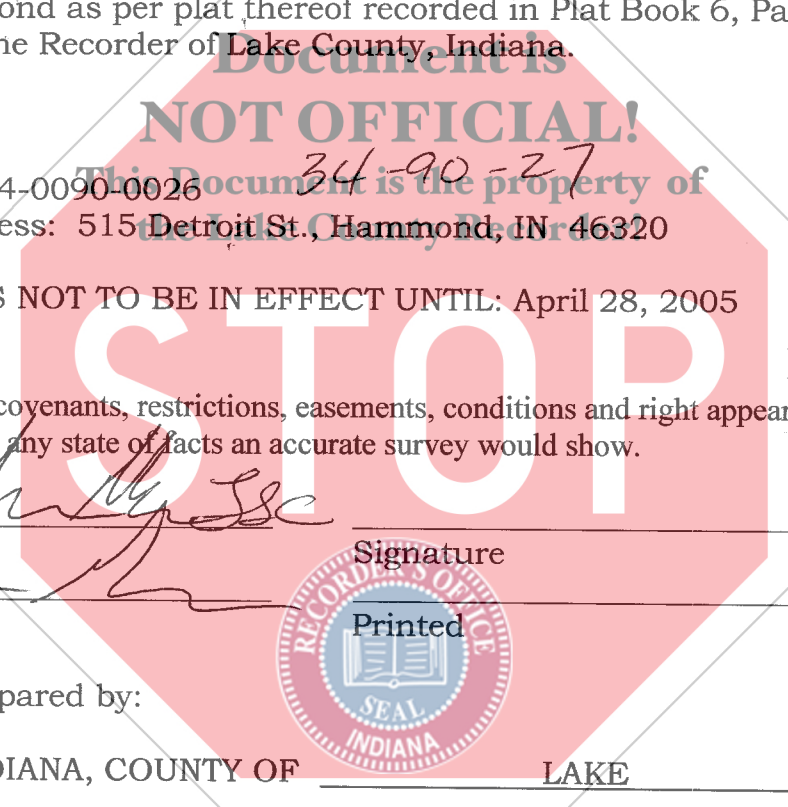 ond as per plat thereof recorded in Plat Book 6, Pa
ne Recorder of Lake County, Indiana.
Document is
NOT OFFICIAL!
This Document is the property of
the Lake County Recorder!
34-90-27
4-0090-0026
ess: 515 Detroit St., Hammond, IN 46320
S NOT TO BE IN EFFECT UNTIL: April 28, 2005
STOP
covenants, restrictions, easements, conditions and right appear
any state of facts an accurate survey would show.
Signature
Printed
RECORDER'S OFFICE
SEAL
INDIANA
pared by:
DIANA, COUNTY OF LAKE